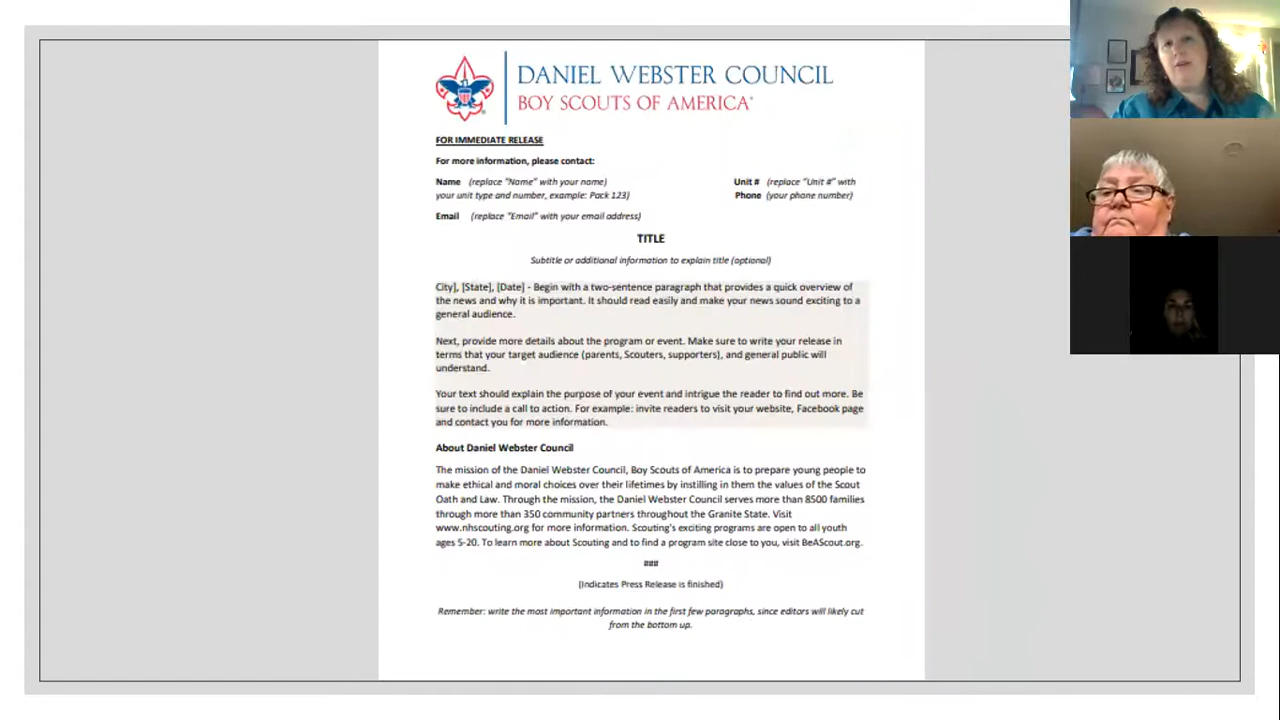 DANIEL WEBSTER COUNCIL
BOY SCOUTS OF AMERICA®
FOR IMMEDIATE RELEASE
For more information, please contact:
Name (replace "Name" with your name) Unit # (replace "Unit #" with
your unit type and number, example: Pack 123) Phone (your phone number)
Email (replace "Email" with your email address)
TITLE
Subtitle or additional information to explain title (optional)
City], [State], [Date] - Begin with a two-sentence paragraph that provides a quick overview of
the news and why it is important. It should read easily and make your news sound exciting to a
general audience.
Next, provide more details about the program or event. Make sure to write your release in
terms that your target audience (parents, Scouters, supporters), and general public will
understand.
Your text should explain the purpose of your event and intrigue the reader to find out more. Be
sure to include a call to action. For example: invite readers to visit your website, Facebook page
and contact you for more information.
About Daniel Webster Council
The mission of the Daniel Webster Council, Boy Scouts of America is to prepare young people to
make ethical and moral choices over their lifetimes by instilling in them the values of the Scout
Oath and Law. Through the mission, the Daniel Webster Council serves more than 8500 families
through more than 350 community partners throughout the Granite State. Visit
www.nhscouting.org for more information. Scouting's exciting programs are open to all youth
ages 5-20. To learn more about Scouting and to find a program site close to you, visit BeAScout.org.
###
(Indicates Press Release is finished)
Remember: write the most important information in the first few paragraphs, since editors will likely cut
from the bottom up.